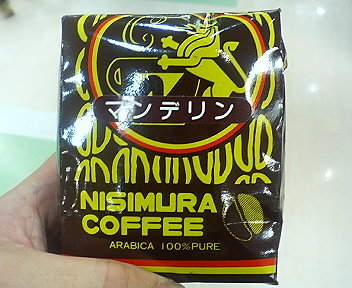 マンデリン
NISIMURA
COFFEE
ARABICA 100%PURE